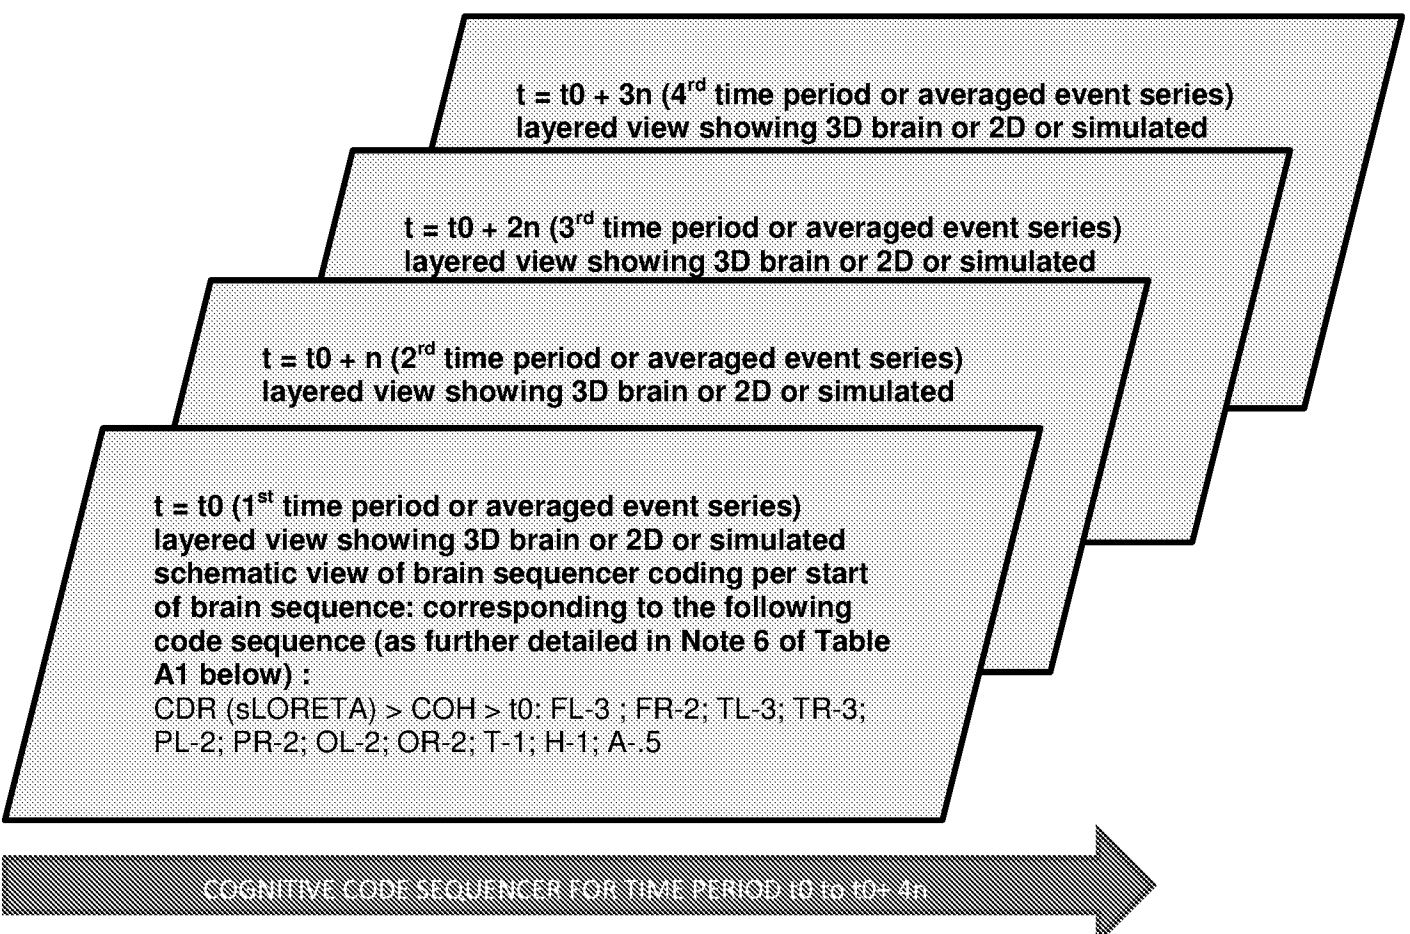 t = t0 + 3n (4rd time period or averaged event series)
layered view showing 3D brain or 2D or simulated
t = t0 + 2n (3rd time period or averaged event series)
layered view showing 3D brain or 2D or simulated
t = t0 + n (2rd time period or averaged event series)
layered view showing 3D brain or 2D or simulated
t = t0 (1st time period or averaged event series)
layered view showing 3D brain or 2D or simulated
schematic view of brain sequencer coding per start
of brain sequence: corresponding to the following
code sequence (as further detailed in Note 6 of Table
A1 below) :
CDR (sLORETA) > COH > t0: FL-3 ; FR-2; TL-3; TR-3;
PL-2; PR-2; OL-2; OR-2; T-1; H-1; A-.5
COGNITIVE CODE SEQUENCER FOR TIME PERIOD t0 to t0+ 4n